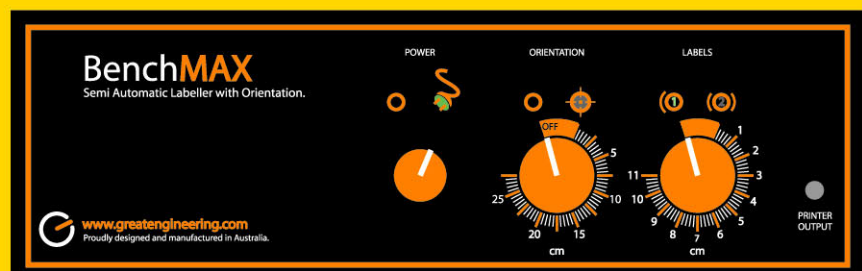 BenchMAX
Semi Automatic Labeller with Orientation.
www.greatengineering.com
Proudly designed and manufactured in Australia.
POWER
ORIENTATION
OFF
5
10
15
20
25
cm
LABELS
1
2
1
2
3
4
5
6
7
8
9
10
11
cm
PRINTER
OUTPUT